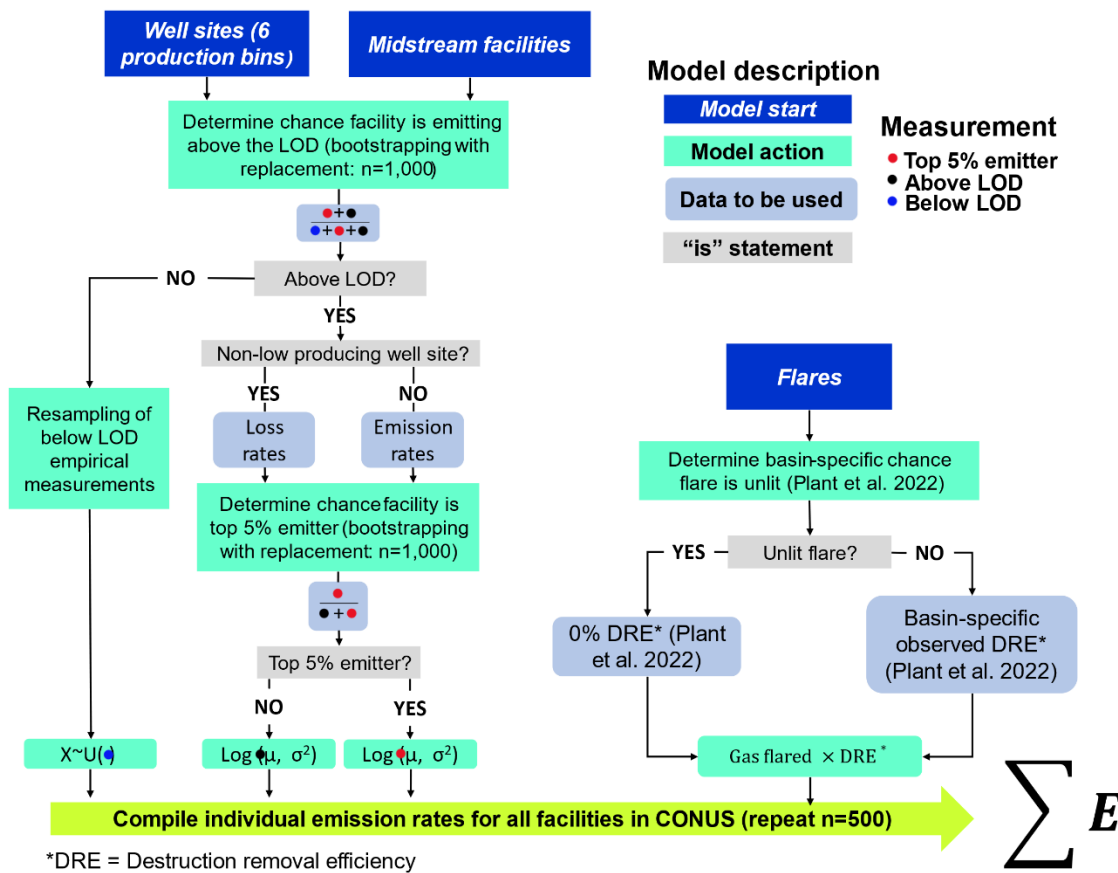 Well sites (6
production bins)
Midstream facilities
Determine chance facility is emitting
above the LOD (bootstrapping with
replacement: n=1,000)
+
+ +
Above LOD?
NO
YES
Non-low producing well site?
YES
NO
Resampling of
below LOD
empirical
measurements
Loss
rates
Emission
rates
Determine chance facility is
top 5% emitter (bootstrapping
with replacement: n=1,000)
+
Top 5% emitter?
NO
YES
X~U( )
Log (μ, σ²)
Log (μ, σ²)
Model description
Model start
Model action
Data to be used
“is” statement
Measurement
Top 5% emitter
Above LOD
Below LOD
Flares
Determine basin-specific chance
flare is unlit (Plant et al. 2022)
YES
Unlit flare?
NO
0% DRE* (Plant
et al. 2022)
Basin-specific
observed DRE*
(Plant et al. 2022)
Gas flared × DRE*
Compile individual emission rates for all facilities in CONUS (repeat n=500)
∑ E
*DRE = Destruction removal efficiency